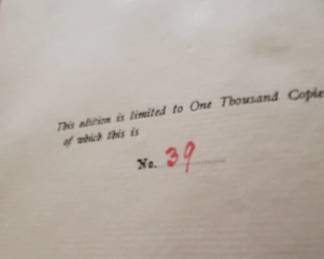 This edition is limited to One Thousand Copie
of which this is
No. 39